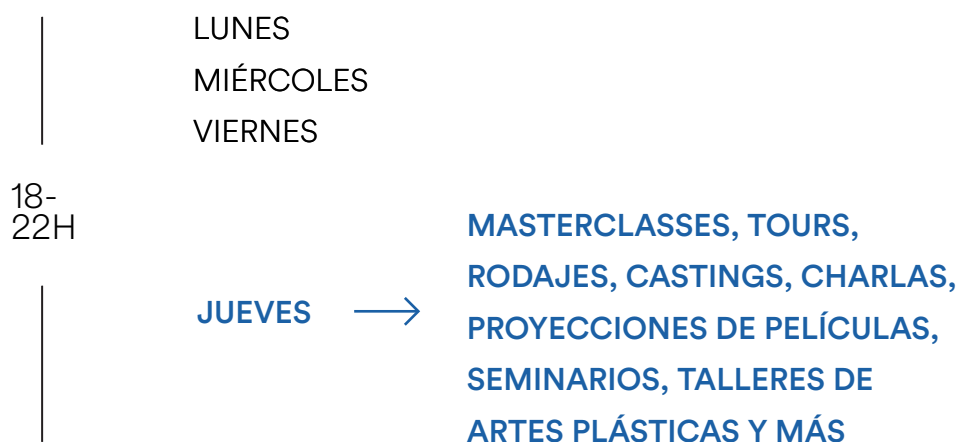 LUNES
MIÉRCOLES
VIERNES
18-
22H
JUEVES
MASTERCLASSES, TOURS,
RODAJES, CASTINGS, CHARLAS,
PROYECCIONES DE PELÍCULAS,
SEMINARIOS, TALLERES DE
ARTES PLÁSTICAS Y MÁS